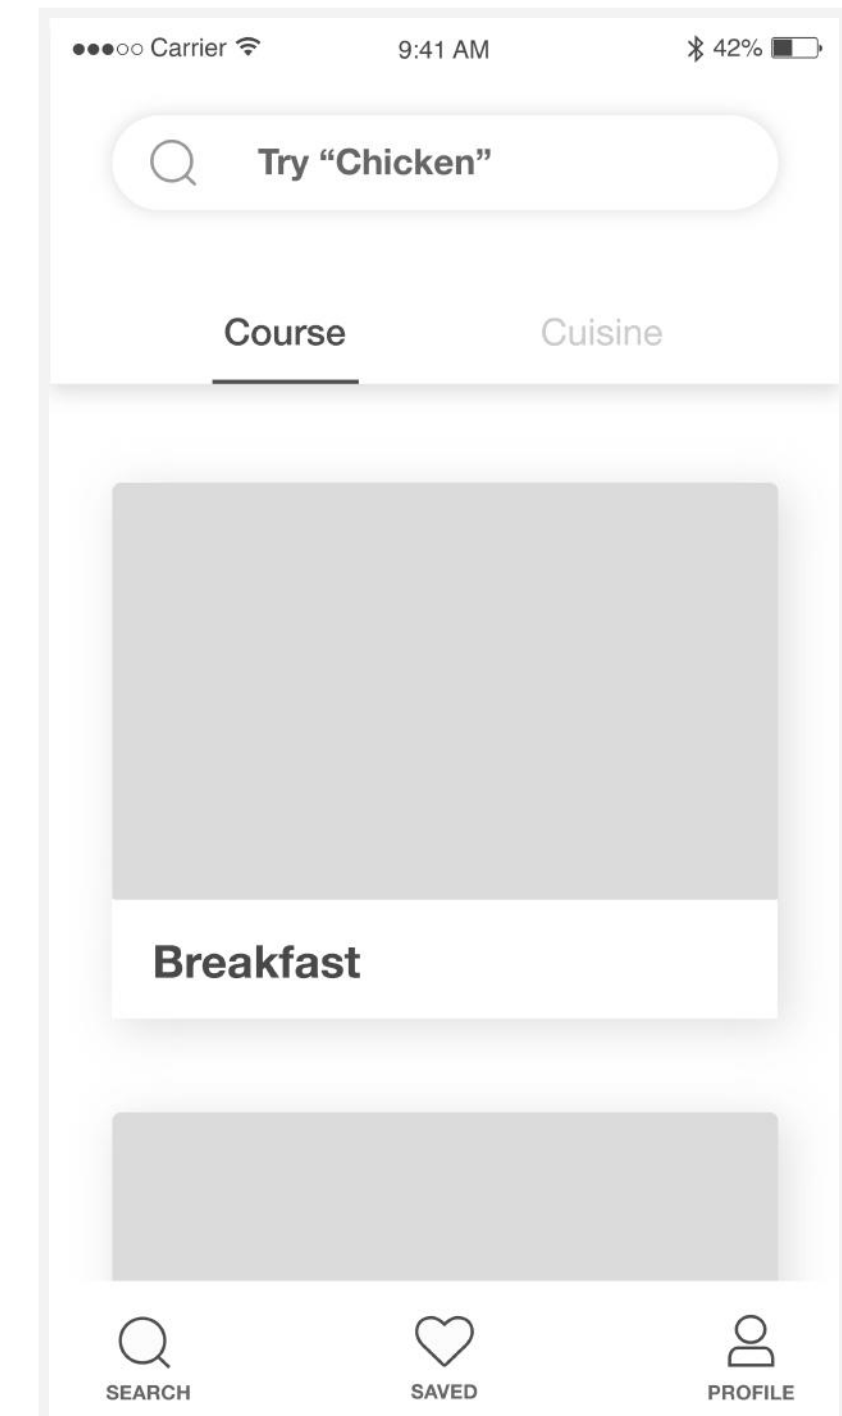 Carrier 9:41 AM 42%
Try “Chicken”
Course Cuisine
Breakfast
SEARCH SAVED PROFILE